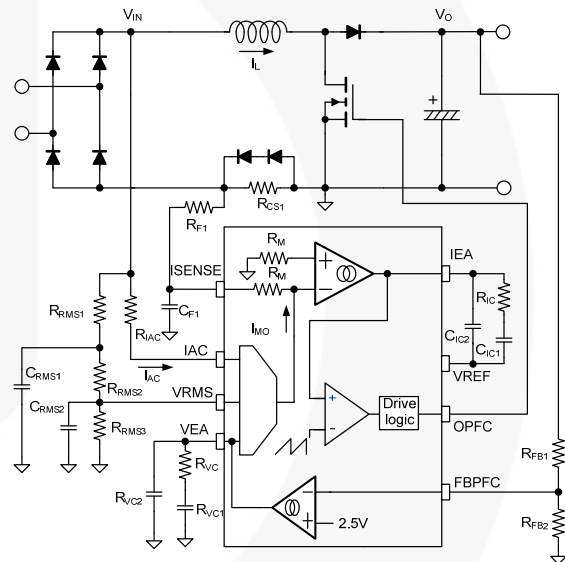 VIN
VO
IL
+
RCS1
RF1
ISENSE
RM
RM
+
−
IEA
CF1
RIC
CIC2
CIC1
RRMS1
RIAC
IMO
IAC
IAC
VREF
CRMS1
RRMS2
VRMS
CRMS2
RRMS3
+
-
Drive
logic
OPFC
VEA
RVC
RVC2
RVC1
RFB1
FBPFC
−
+
2.5V
RFB2